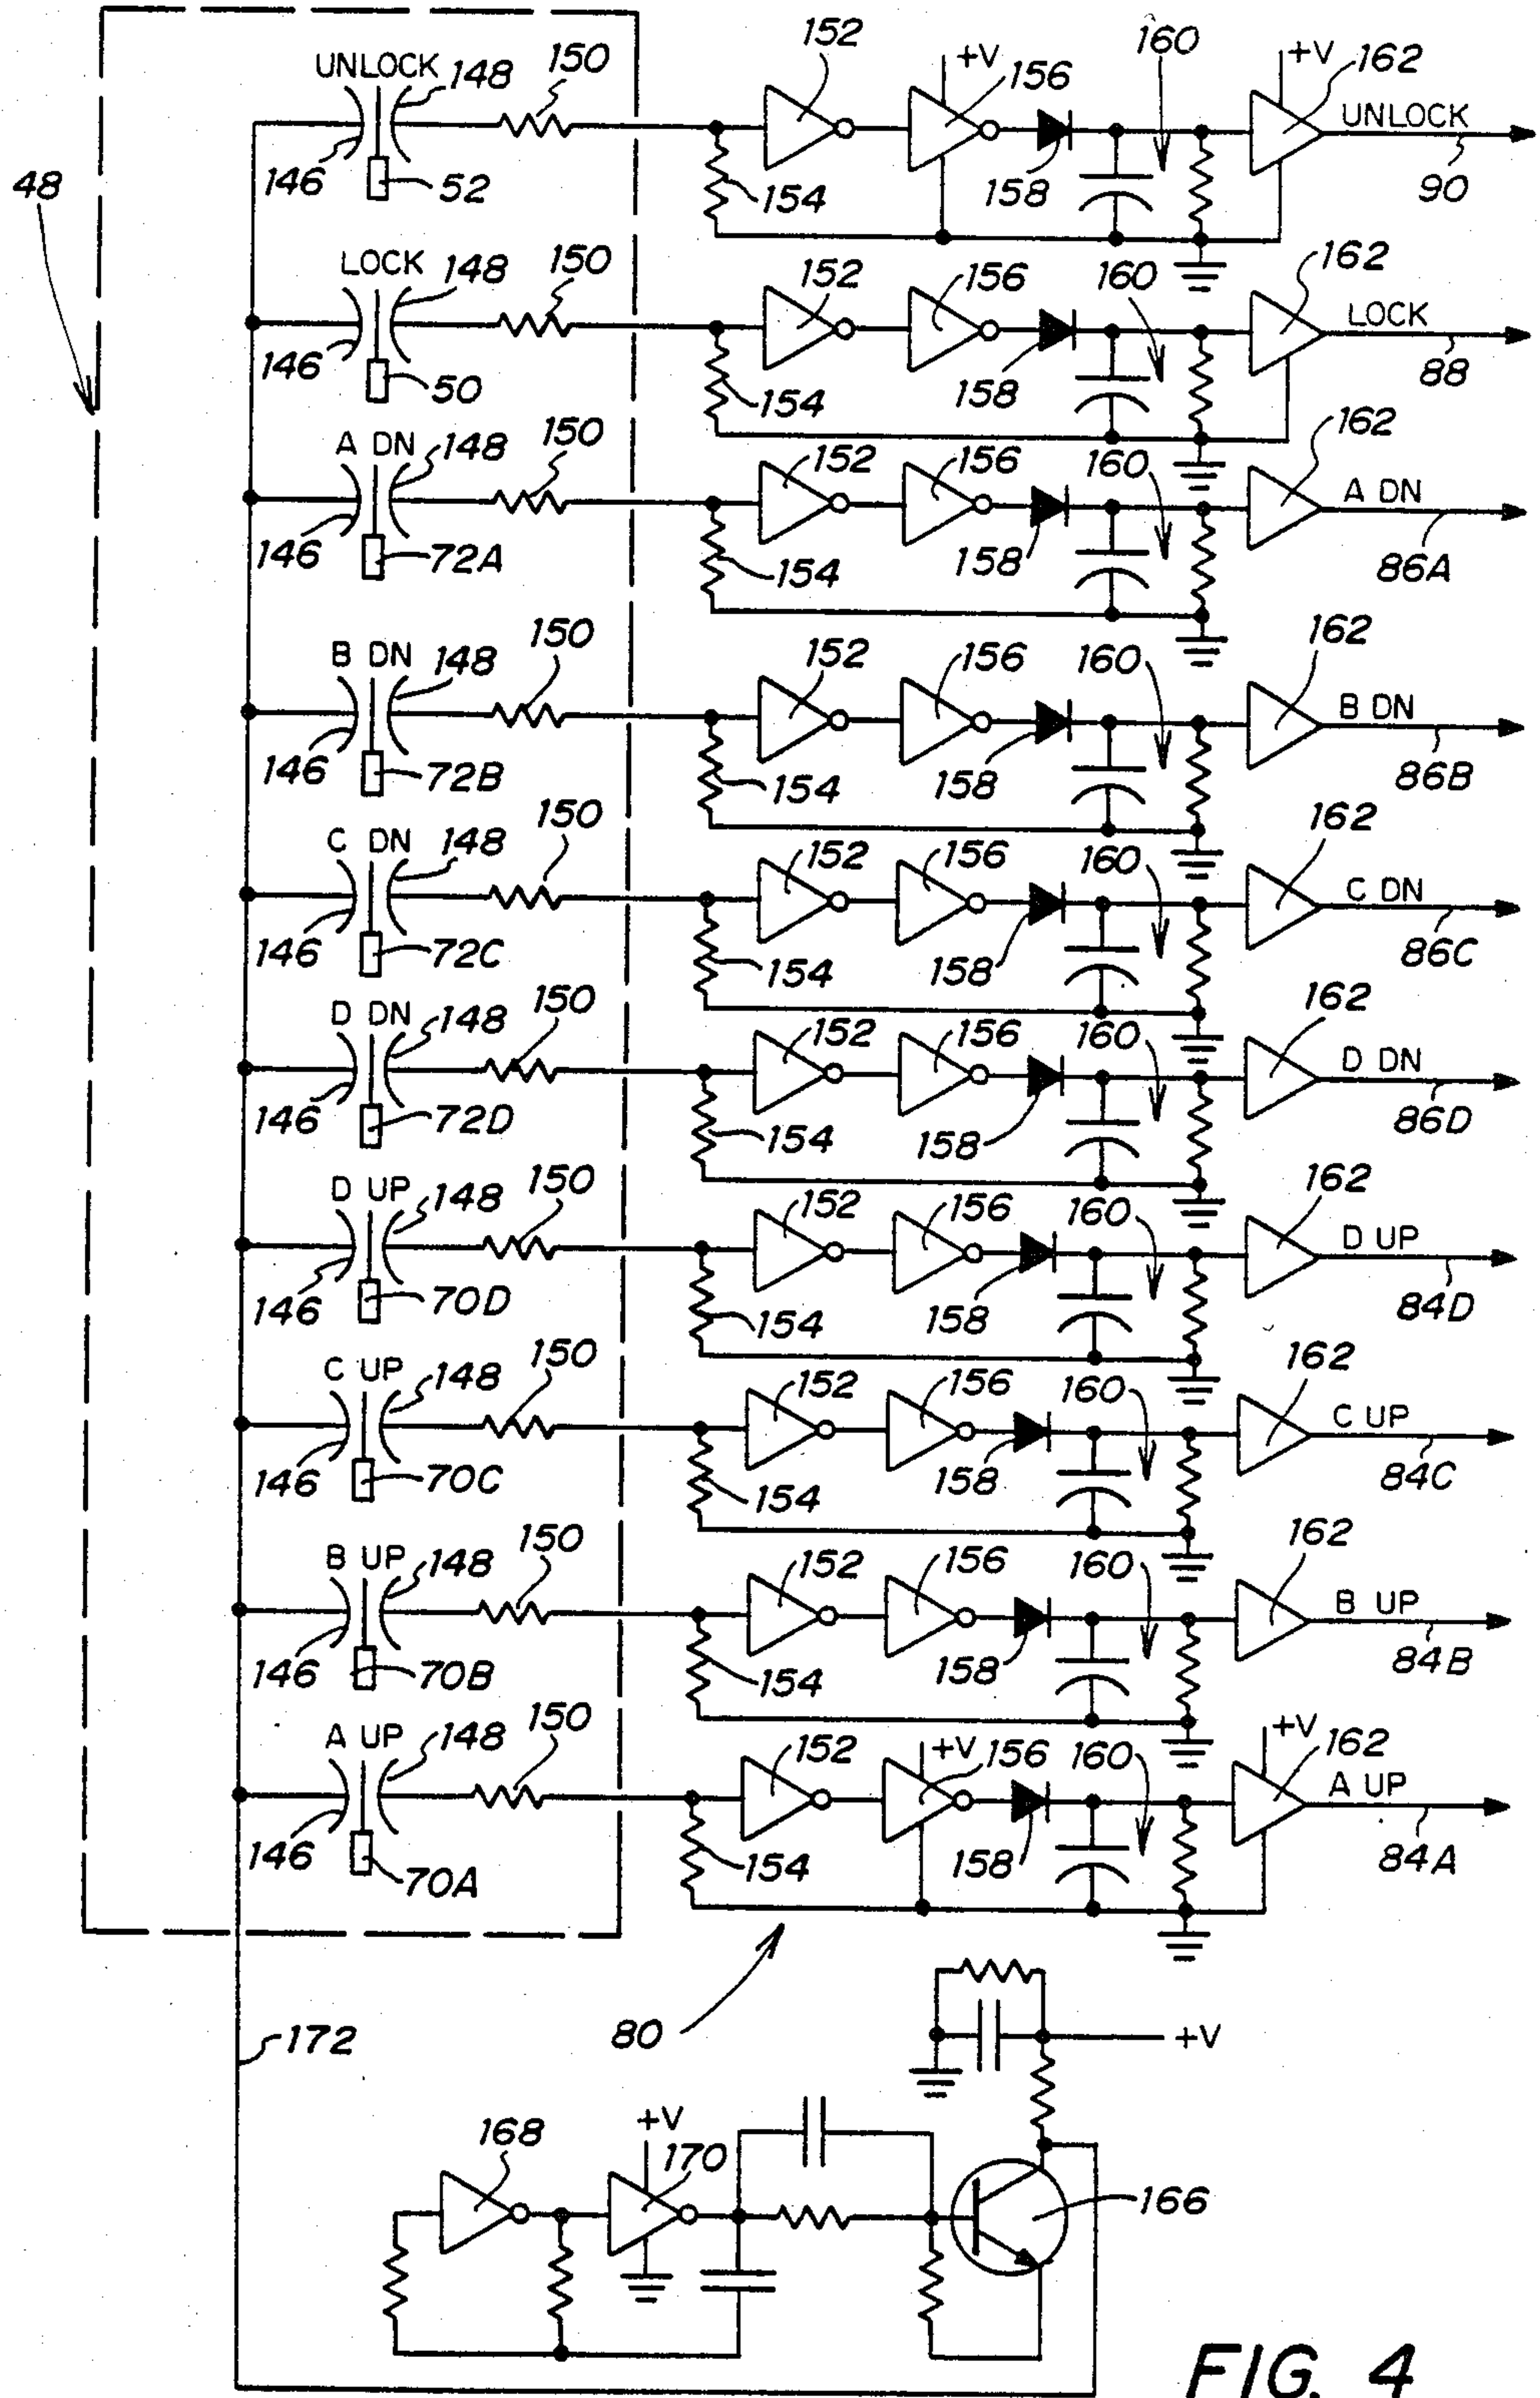 152 +V 156 160 +V 162
UNLOCK 148 150 UNLOCK
48 146 52 154 158 90
LOCK 148 150 152 156 160 162 LOCK
146 50 154 158 88
A DN 148 150 152 156 160 162 A DN
146 72A 154 158 86A
B DN 148 150 152 156 160 162 B DN
146 72B 154 158 86B
C DN 148 150 152 156 160 162 C DN
146 72C 154 158 86C
D DN 148 150 152 156 160 162 D DN
146 72D 154 158 86D
D UP 148 150 152 156 160 162 D UP
146 70D 154 158 84D
C UP 148 150 152 156 160 162 C UP
146 70C 154 158 84C
B UP 148 150 152 156 160 162 B UP
146 70B 154 158 84B
A UP 148 150 152 +V 156 160 +V 162 A UP
146 70A 154 158 84A
172 80 +V
168 +V 170 166
FIG. 4